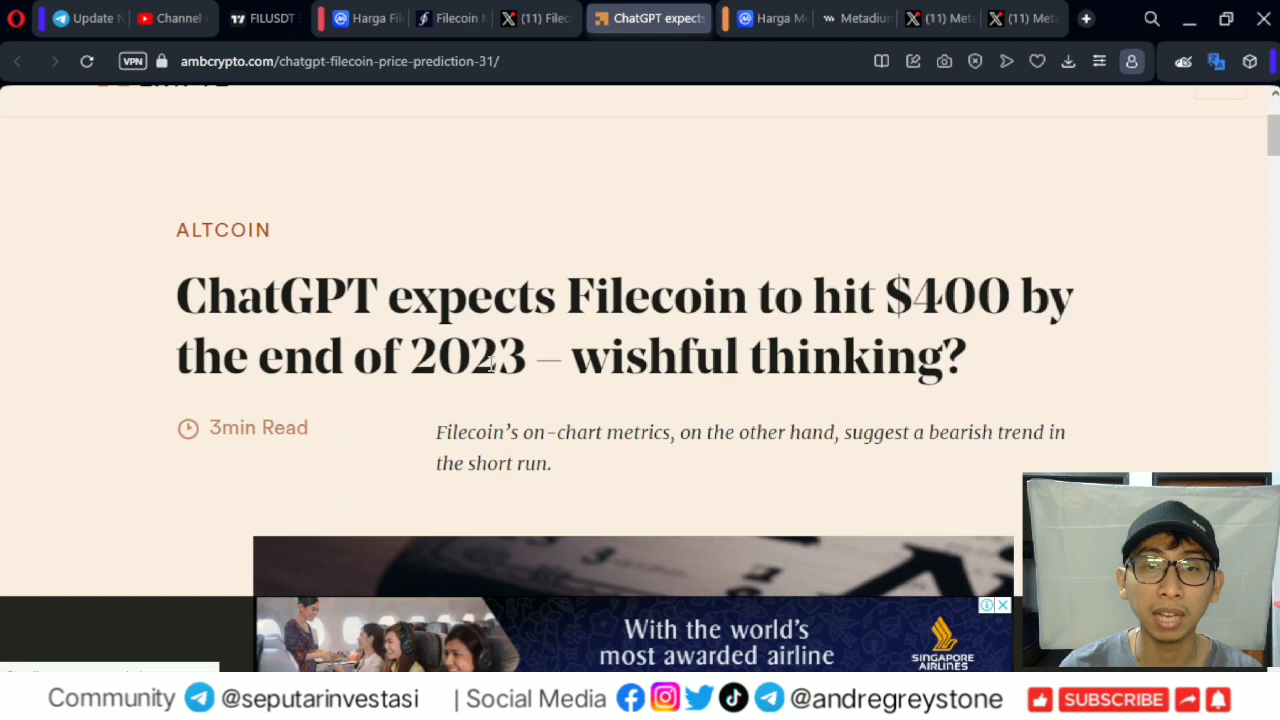 Update N
Channel
FILUSDT
Harga Fil
Filecoin M
(11) Filec
ChatGPT expects
Harga Me
Metadiun
(11) Met
(11) Met
VPN
ambcrypto.com/chatgpt-filecoin-price-prediction-31/
ALTCOIN
ChatGPT expects Filecoin to hit $400 by
the end of 2023 – wishful thinking?
3min Read
Filecoin's on-chart metrics, on the other hand, suggest a bearish trend in
the short run.
With the world's
most awarded airline
SINGAPORE
AIRLINES
Community @seputarinvestasi | Social Media @andregreystone SUBSCRIBE